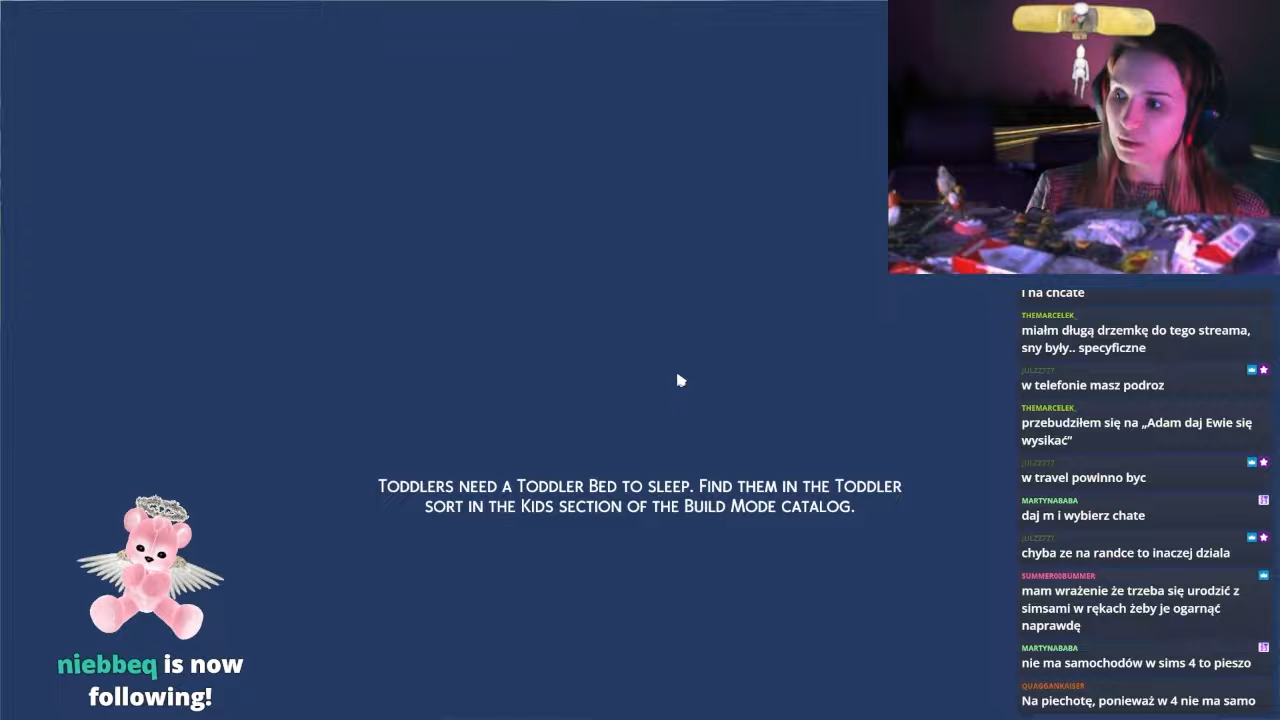 i na chcate
THEMARCELEK_
miałm długą drzemkę do tego streama,
sny były.. specyficzne
JULZZ777
w telefonie masz podroz
THEMARCELEK_
przebudziłem się na „Adam daj Ewie się
wysikać”
JULZZ777
w travel powinno byc
MARTYNABABA
daj m i wybierz chate
JULZZ777
chyba ze na randce to inaczej dziala
SUMMER00BUMMER
mam wrażenie że trzeba się urodzić z
simsami w rękach żeby je ogarnąć
naprawdę
MARTYNABABA
nie ma samochodów w sims 4 to pieszo
QUAGGANKAISER
Na piechotę, ponieważ w 4 nie ma samo
TODDLERS NEED A TODDLER BED TO SLEEP. FIND THEM IN THE TODDLER
SORT IN THE KIDS SECTION OF THE BUILD MODE CATALOG.
niebbeq is now
following!